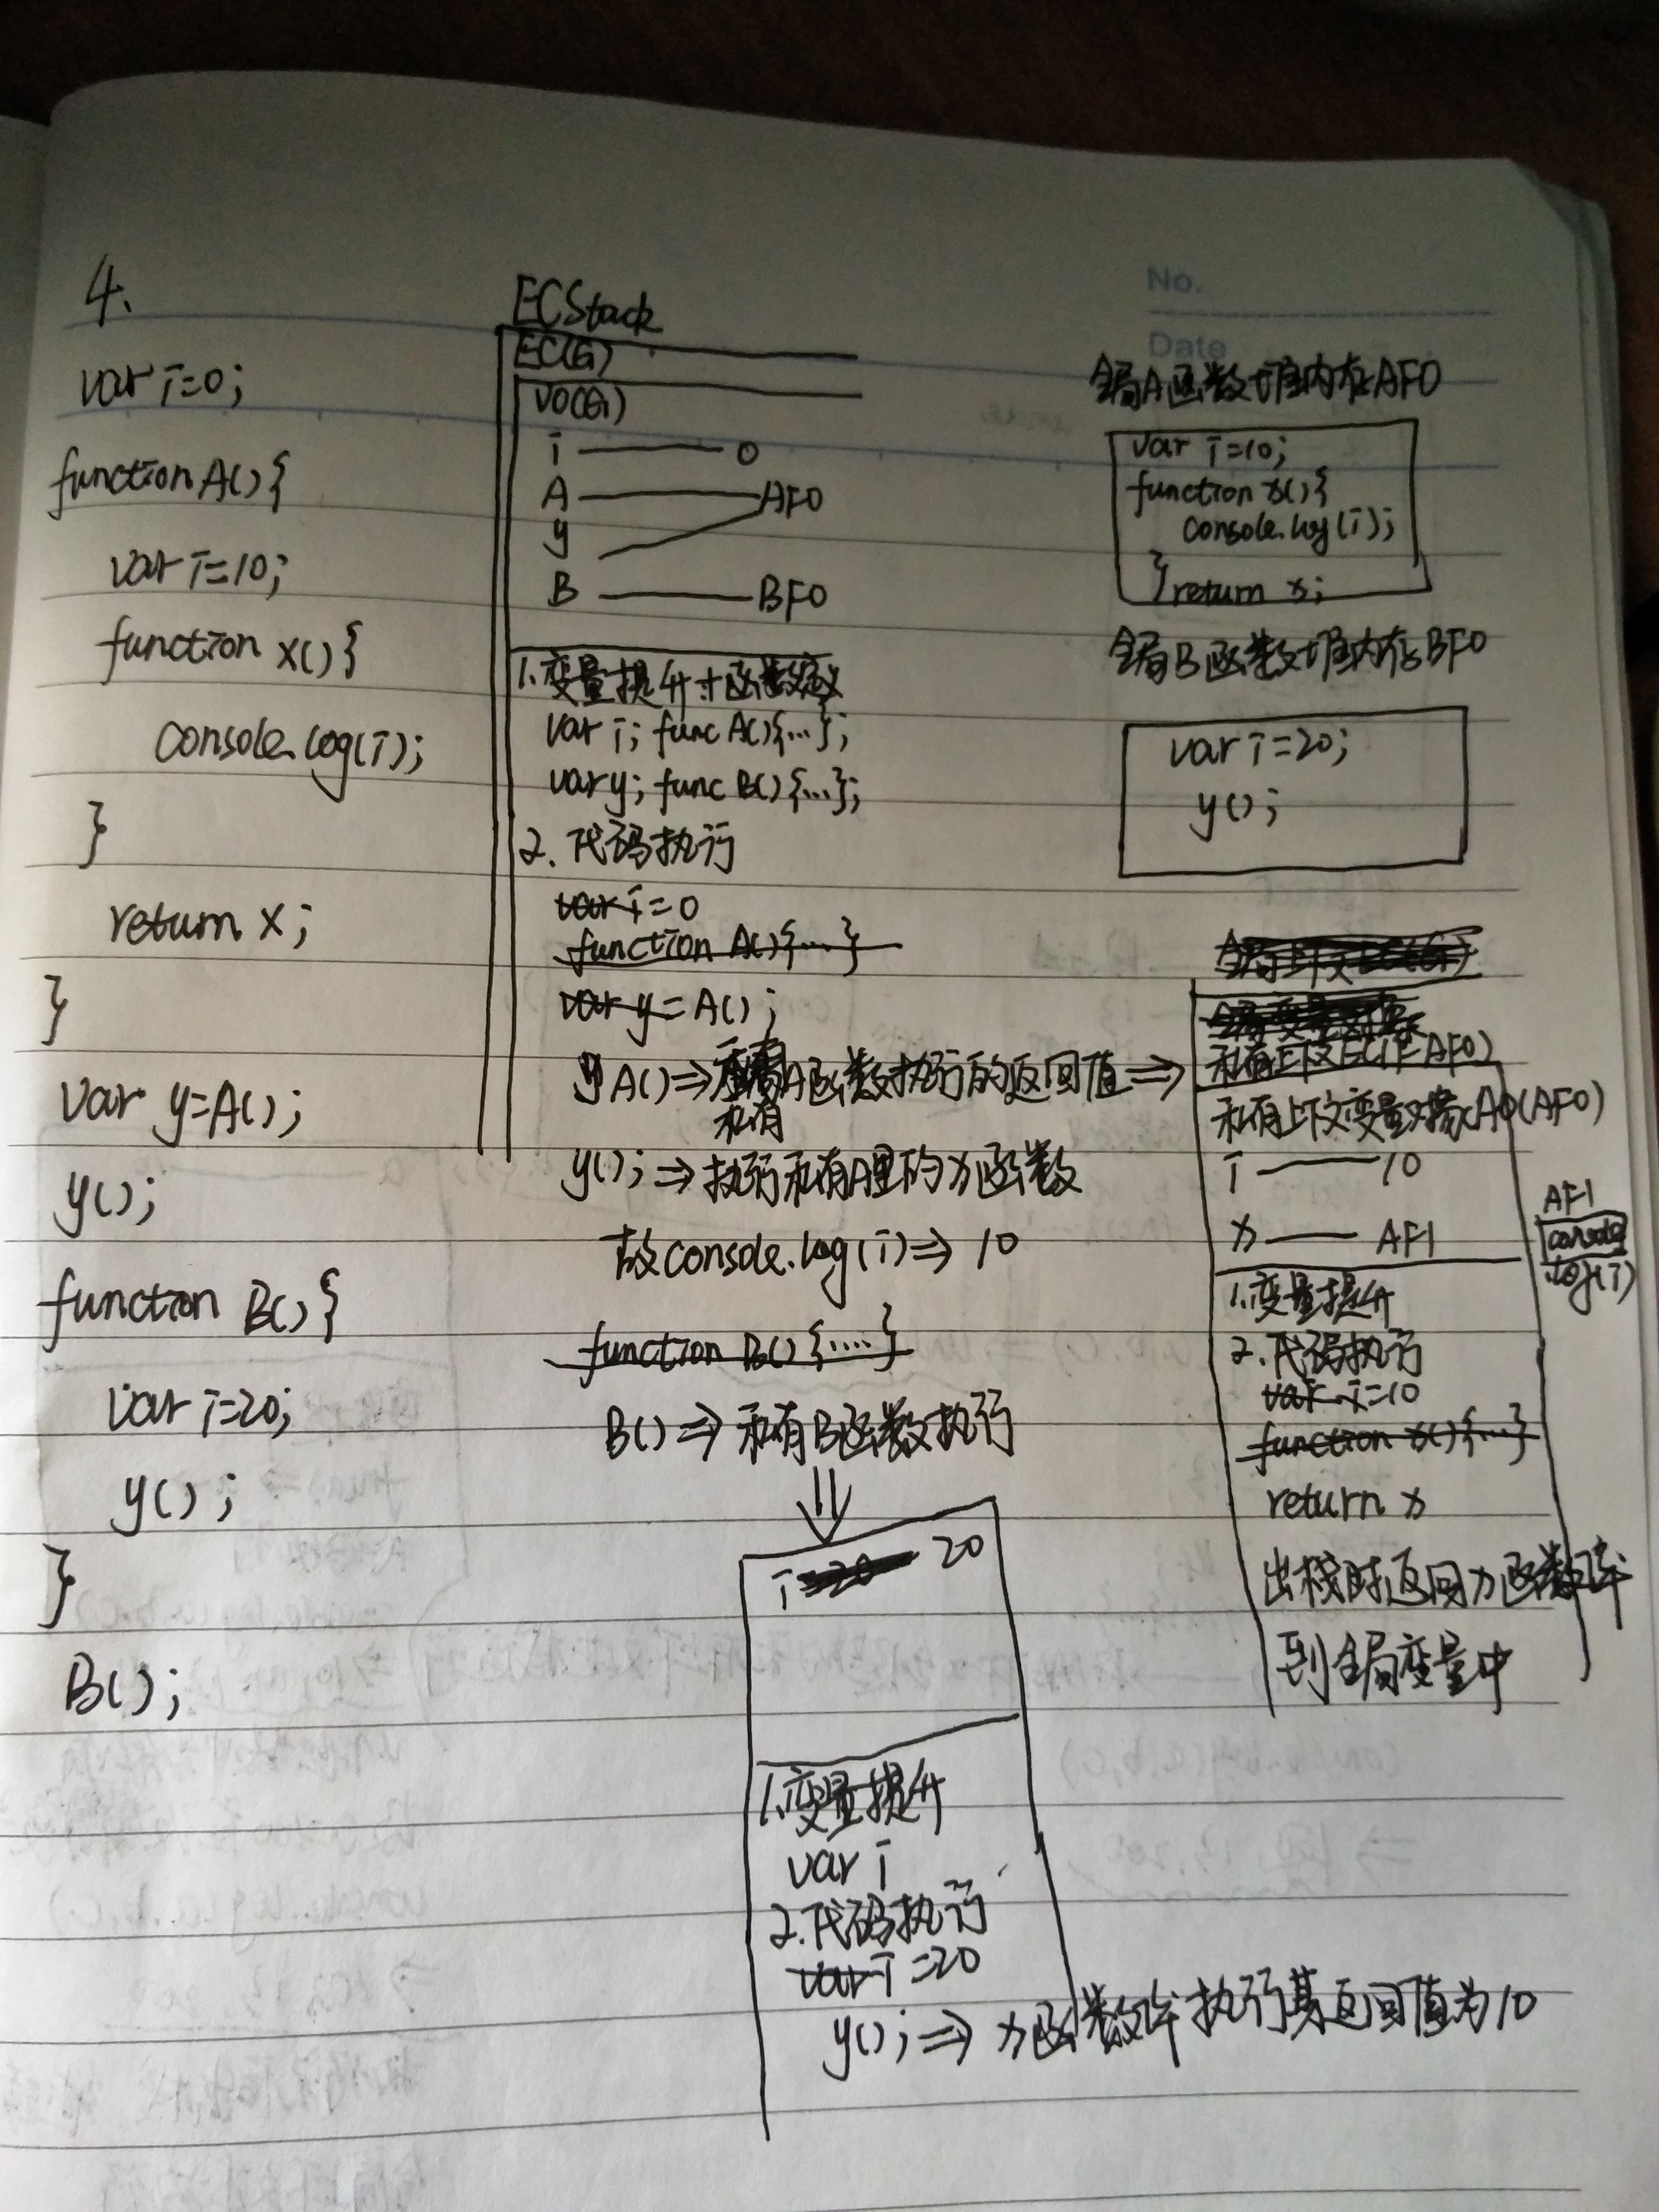 4.
var i=0;
function A(){
var i=10;
function x(){
console.log(i);
}
return x;
}
var y=A();
y();
function B(){
var i=20;
y();
}
B();
ECStack
EC(G)
VO(G)
i —— 0
A —— AF0
y
B —— BF0
1.变量提升+函数定义
var i; func A(){...};
var y; func B(){...};
2.代码执行
var i=0
function A(){...}
var y=A();
A()⇒ 私有A函数执行的返回值⇒
y();⇒执行私有A里的x函数
故console.log(i)⇒10
function B(){....}
B()⇒私有B函数执行
i 20
1.变量提升
var i
2.代码执行
var i=20
y();⇒x函数体执行其返回值为10
No.
Date
全局A函数堆内存AF0
var i=10;
function x(){
console.log(i);
}return x;
全局B函数堆内存BF0
var i=20;
y();
私有上下文EC(AF0)
私有上下文变量对象AO(AF0)
i —— 10
x —— AF1
1.变量提升
2.代码执行
var i=10
function x(){...}
return x
出栈时返回x函数体
到全局变量中
AF1
console
.log(i)